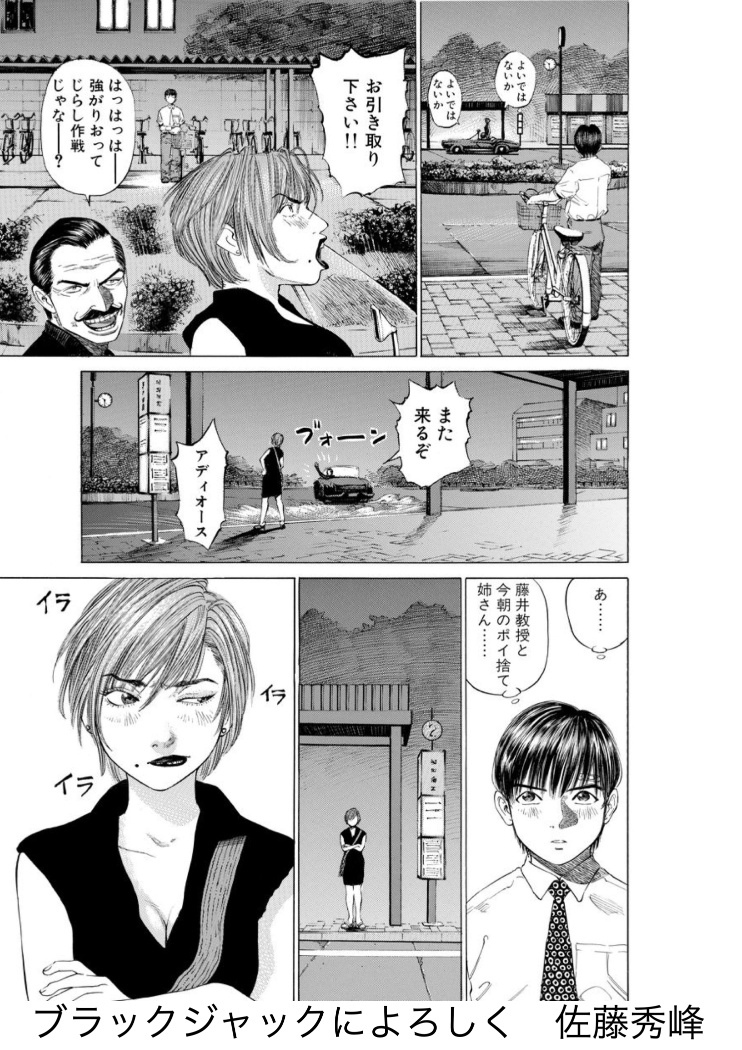 よいでは
ないか
よいでは
ないか
お引き取り
下さい!!
はっはっはー
強がりおって
じらし作戦
じゃなー?
また
来るぞ
ブォーン
アディオース
あ……
藤井教授と
今朝のポイ捨て
姉さん……
イラ
イラ
イラ
ブラックジャックによろしく 佐藤秀峰